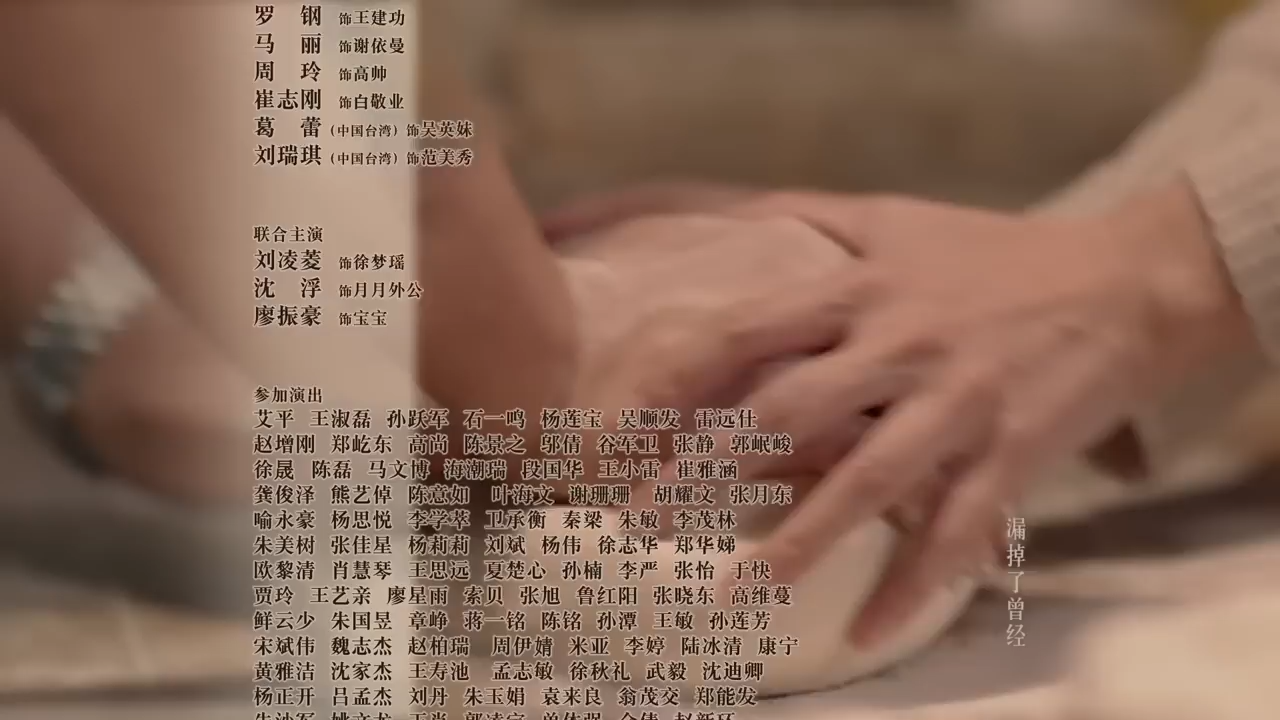 罗 钢 饰王建功
马 丽 饰谢依曼
周 玲 饰高帅
崔志刚 饰白敬业
葛 蕾（中国台湾）饰吴英妹
刘瑞琪（中国台湾）饰范美秀
联合主演
刘凌菱 饰徐梦瑶
沈 浮 饰月月外公
廖振豪 饰宝宝
参加演出
艾平 王淑磊 孙跃军 石一鸣 杨莲宝 吴顺发 雷远仕
赵增刚 郑屹东 高尚 陈景之 邬倩 谷军卫 张静 郭岷峻
徐晟 陈磊 马文博 海潮瑞 段国华 王小雷 崔雅涵
龚俊泽 熊艺倬 陈意如 叶海文 谢珊珊 胡耀文 张月东
喻永豪 杨思悦 李学萃 卫承衡 秦梁 朱敏 李茂林
朱美树 张佳星 杨莉莉 刘斌 杨伟 徐志华 郑华娣
欧黎清 肖慧琴 王思远 夏楚心 孙楠 李严 张怡 于快
贾玲 王艺亲 廖星雨 索贝 张旭 鲁红阳 张晓东 高维蔓
鲜云少 朱国昱 章峥 蒋一铭 陈铭 孙潭 王敏 孙莲芳
宋斌伟 魏志杰 赵柏瑞 周伊婧 米亚 李婷 陆冰清 康宁
黄雅洁 沈家杰 王寿池 孟志敏 徐秋礼 武毅 沈迪卿
杨正开 吕孟杰 刘丹 朱玉娟 袁来良 翁茂交 郑能发
漏掉了曾经